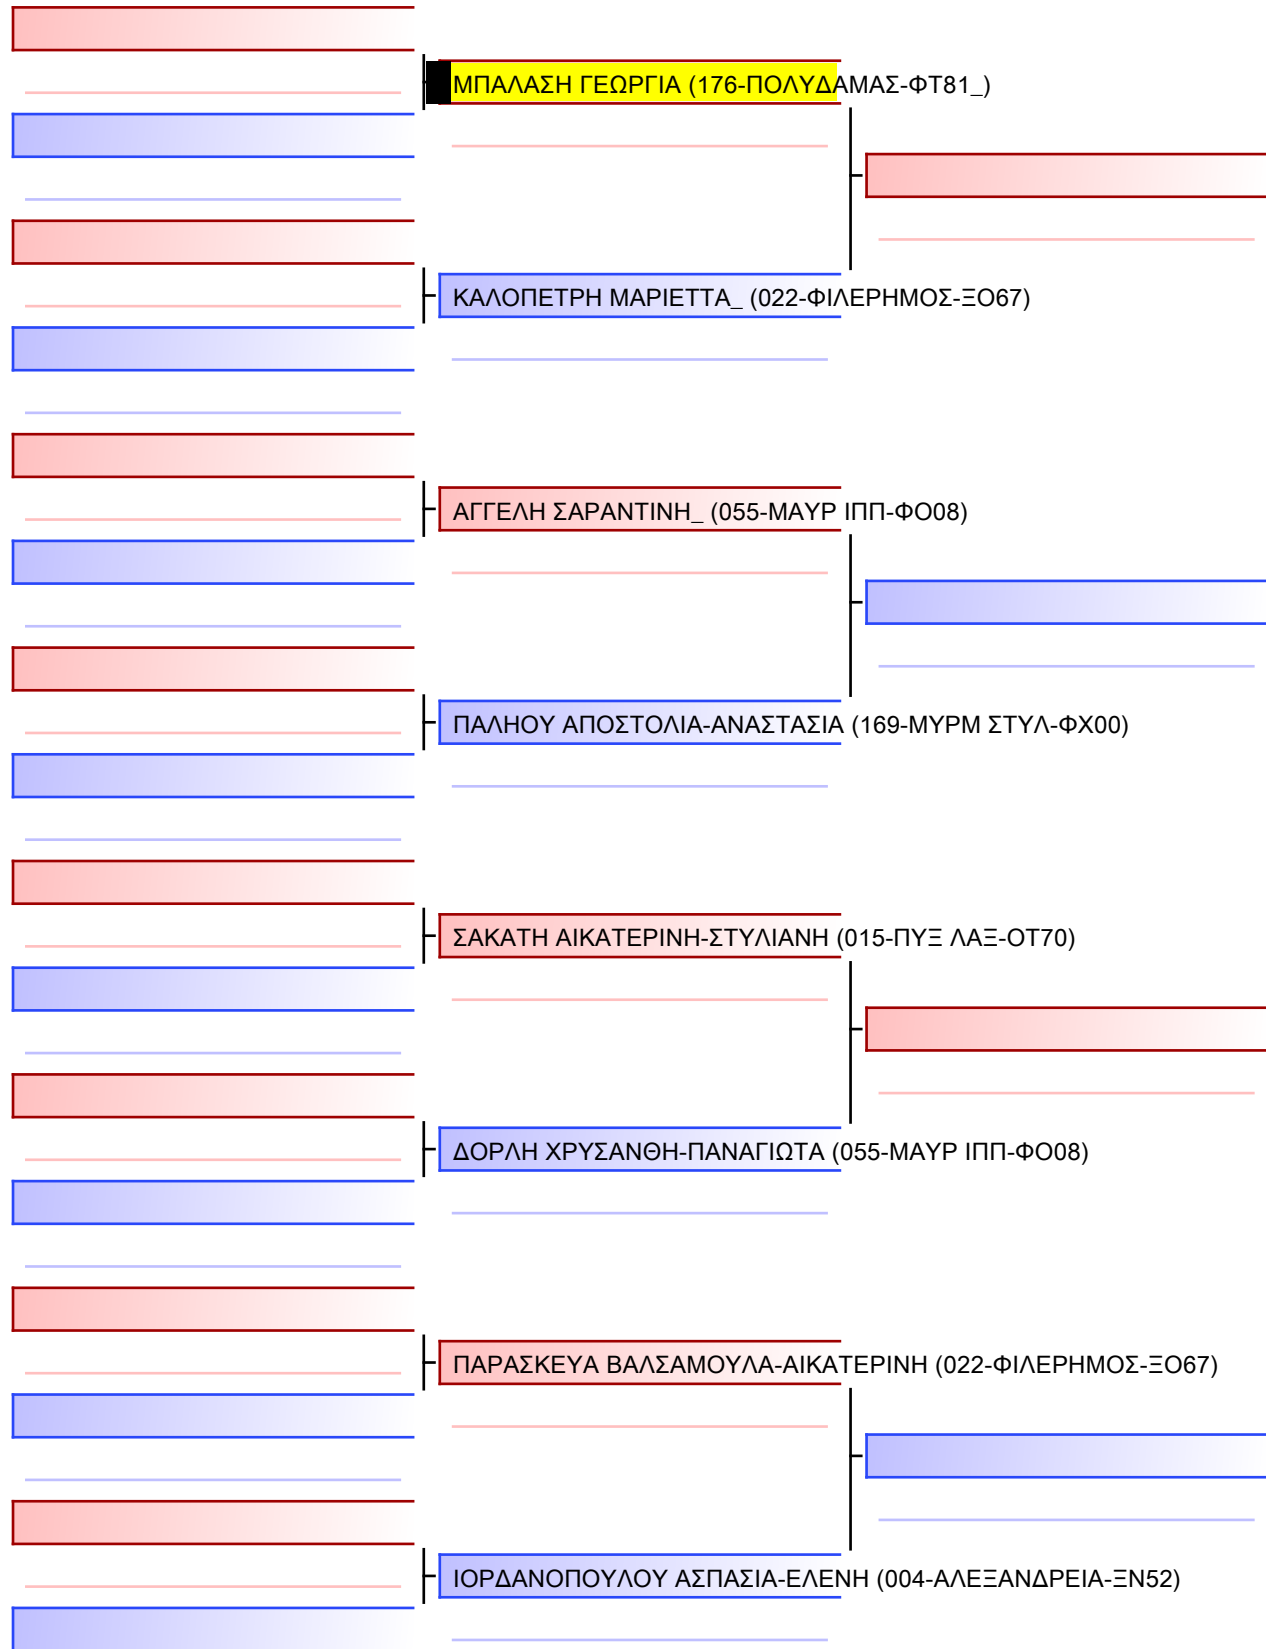 ΜΠΑΛΑΣΗ ΓΕΩΡΓΙΑ (176-ΠΟΛΥΔΑΜΑΣ-ΦΤ81_)
ΚΑΛΟΠΕΤΡΗ ΜΑΡΙΕΤΤΑ_ (022-ΦΙΛΕΡΗΜΟΣ-ΞΟ67)
ΑΓΓΕΛΗ ΣΑΡΑΝΤΙΝΗ_ (055-ΜΑΥΡ ΙΠΠ-ΦΟ08)
ΠΑΛΗΟΥ ΑΠΟΣΤΟΛΙΑ-ΑΝΑΣΤΑΣΙΑ (169-ΜΥΡΜ ΣΤΥΛ-ΦΧ00)
ΣΑΚΑΤΗ ΑΙΚΑΤΕΡΙΝΗ-ΣΤΥΛΙΑΝΗ (015-ΠΥΞ ΛΑΞ-ΟΤ70)
ΔΟΡΛΗ ΧΡΥΣΑΝΘΗ-ΠΑΝΑΓΙΩΤΑ (055-ΜΑΥΡ ΙΠΠ-ΦΟ08)
ΠΑΡΑΣΚΕΥΑ ΒΑΛΣΑΜΟΥΛΑ-ΑΙΚΑΤΕΡΙΝΗ (022-ΦΙΛΕΡΗΜΟΣ-ΞΟ67)
ΙΟΡΔΑΝΟΠΟΥΛΟΥ ΑΣΠΑΣΙΑ-ΕΛΕΝΗ (004-ΑΛΕΞΑΝΔΡΕΙΑ-ΞΝ52)